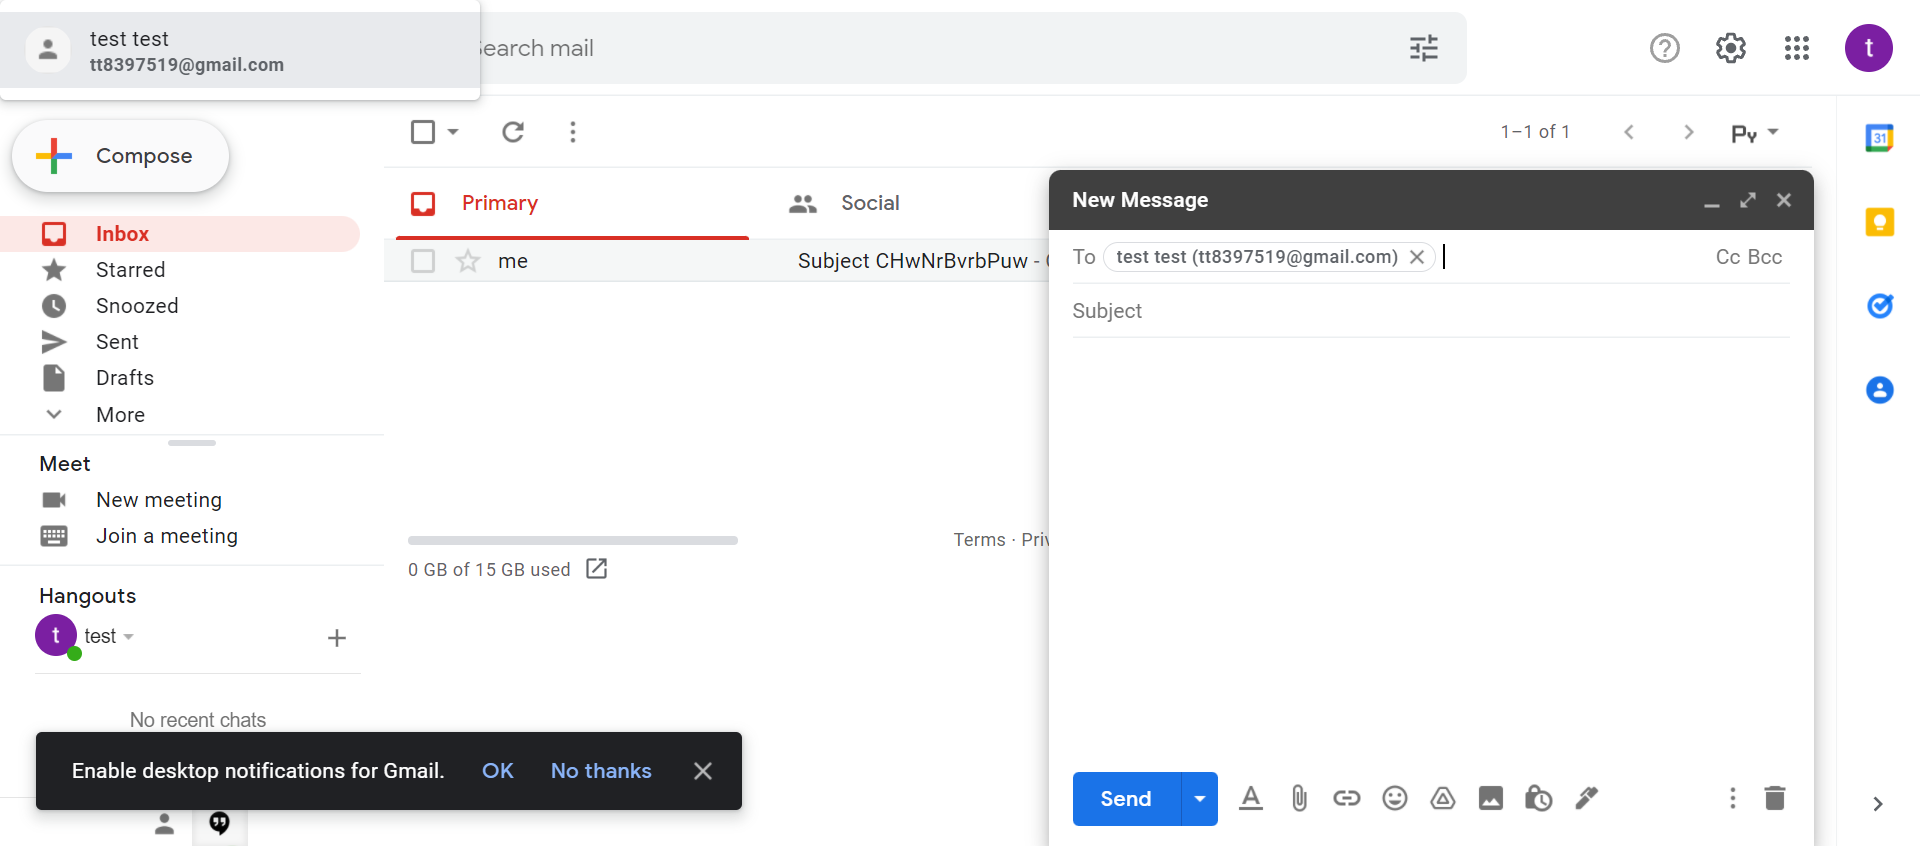 test test
tt8397519@gmail.com
Search mail
t
Compose
1–1 of 1
Py
31
Primary
Social
New Message
Inbox
me
Subject CHwNrBvrbPuw -
To test test (tt8397519@gmail.com)
Cc Bcc
Starred
Snoozed
Subject
Sent
Drafts
More
Meet
New meeting
Join a meeting
Terms ·
0 GB of 15 GB used
Hangouts
t test
No recent chats
Enable desktop notifications for Gmail. OK No thanks
Send